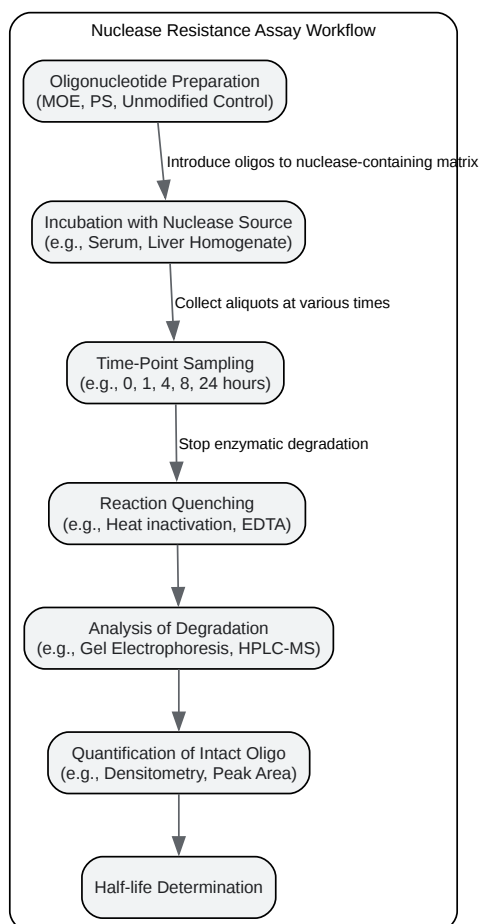 Nuclease Resistance Assay Workflow
Oligonucleotide Preparation
(MOE, PS, Unmodified Control)
Introduce oligos to nuclease-containing matrix
Incubation with Nuclease Source
(e.g., Serum, Liver Homogenate)
Collect aliquots at various times
Time-Point Sampling
(e.g., 0, 1, 4, 8, 24 hours)
Stop enzymatic degradation
Reaction Quenching
(e.g., Heat inactivation, EDTA)
Analysis of Degradation
(e.g., Gel Electrophoresis, HPLC-MS)
Quantification of Intact Oligo
(e.g., Densitometry, Peak Area)
Half-life Determination